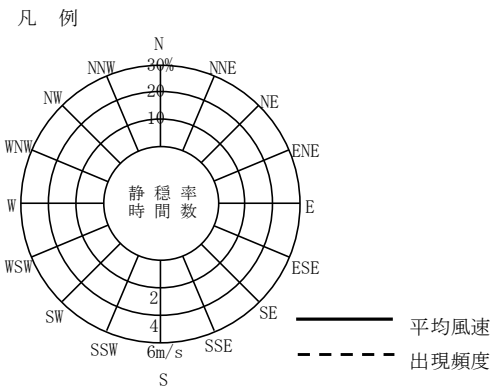 凡 例
N
NNW 30% NNE
NW 20 NE
10
WNW ENE
静 穏 率
W 時 間 数 E
WSW ESE
2
SW 4 SE
平均風速
SSW 6m/s SSE
出現頻度
S